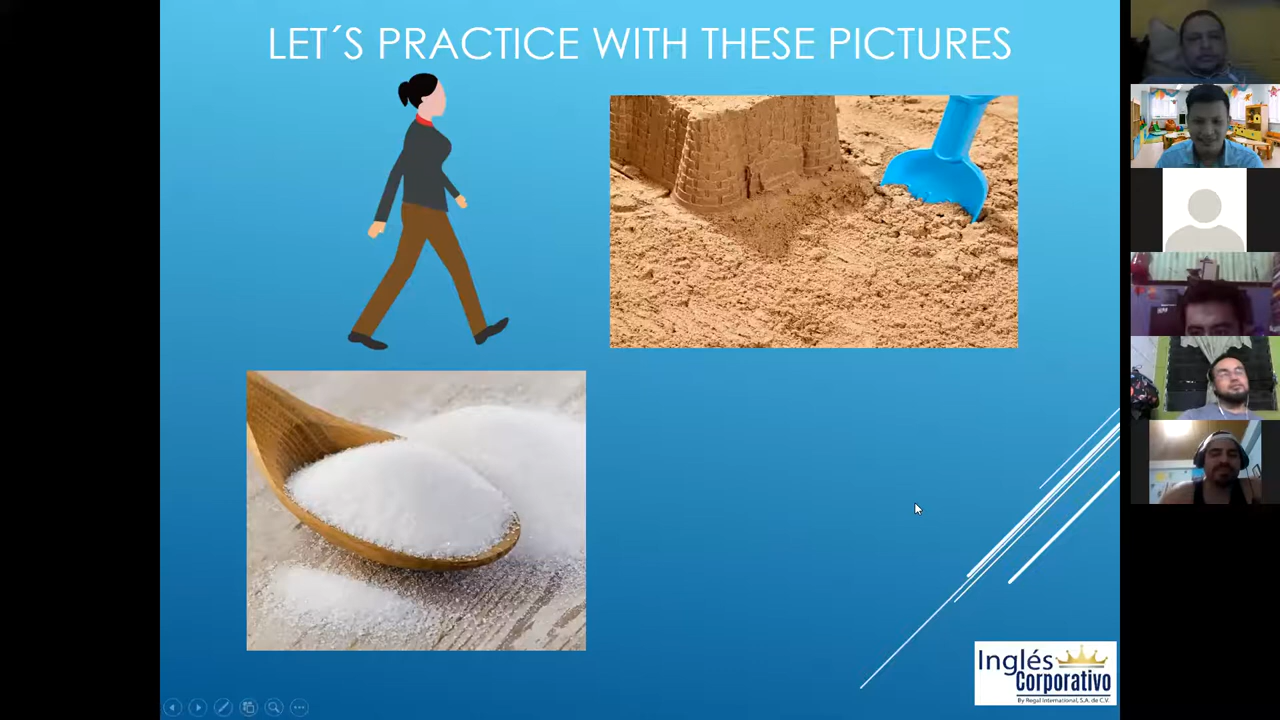 LET´S PRACTICE WITH THESE PICTURES
Inglés
Corporativo
By Regal International, S.A. de C.V.